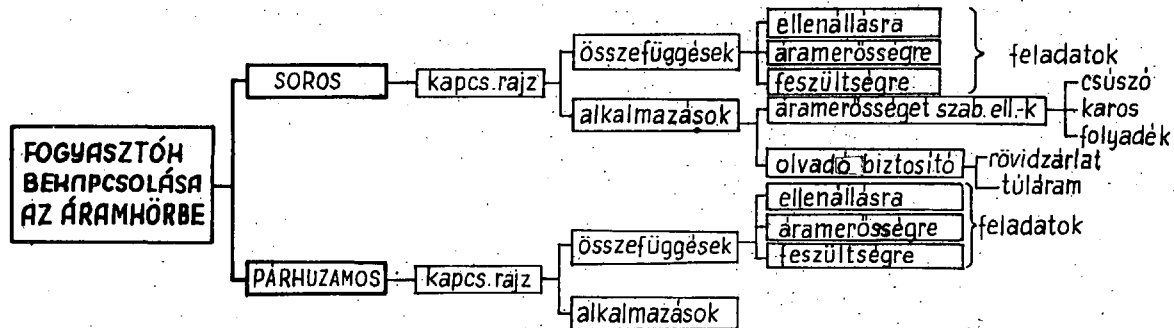 FOGYASZTÓK
BEKAPCSOLÁSA
AZ ÁRAMKÖRBE
SOROS
kapcs.rajz
összefüggések
ellenállásra
áramerősségre
feszültségre
feladatok
alkalmazások
áramerősséget szab. ell.-k
csúszó
karos
folyadék
olvadó biztosító
rövidzárlat
túláram
PÁRHUZAMOS
kapcs.rajz
összefüggések
ellenállásra
áramerősségre
feszültségre
feladatok
alkalmazások